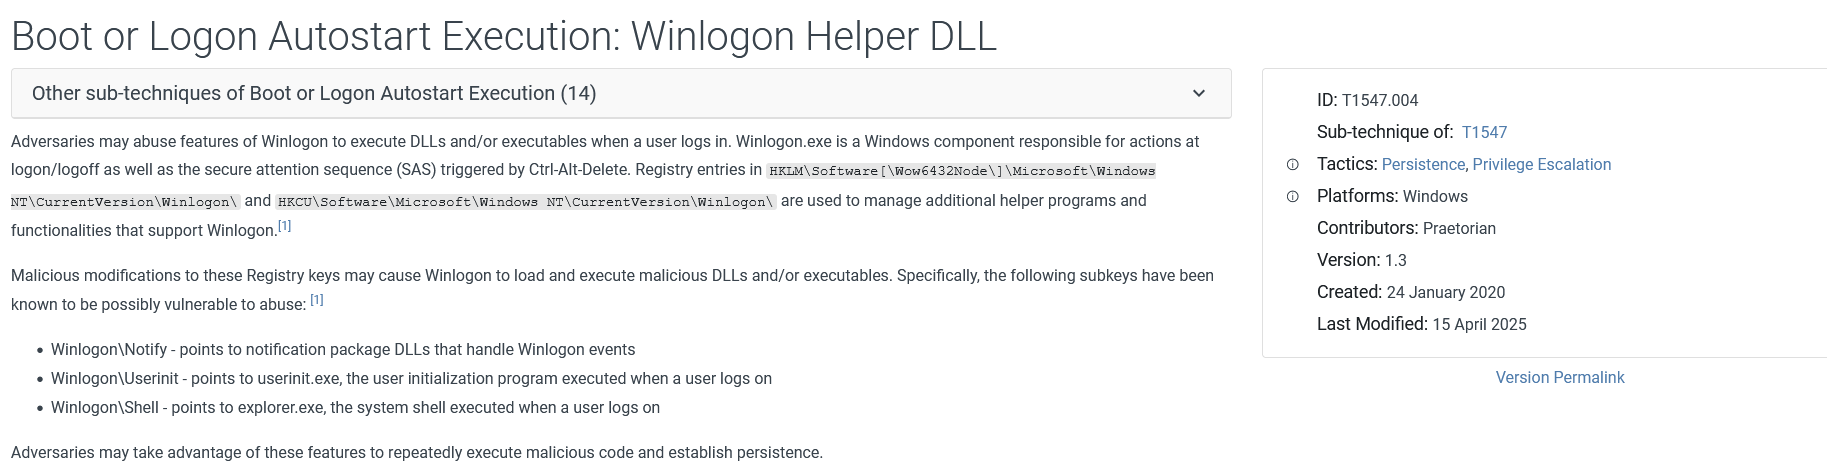 Boot or Logon Autostart Execution: Winlogon Helper DLL
Other sub-techniques of Boot or Logon Autostart Execution (14)
Adversaries may abuse features of Winlogon to execute DLLs and/or executables when a user logs in. Winlogon.exe is a Windows component responsible for actions at
logon/logoff as well as the secure attention sequence (SAS) triggered by Ctrl-Alt-Delete. Registry entries in HKLM\Software[\Wow6432Node\]\Microsoft\Windows
NT\CurrentVersion\Winlogon\ and HKCU\Software\Microsoft\Windows NT\CurrentVersion\Winlogon\ are used to manage additional helper programs and
functionalities that support Winlogon.[1]
Malicious modifications to these Registry keys may cause Winlogon to load and execute malicious DLLs and/or executables. Specifically, the following subkeys have been
known to be possibly vulnerable to abuse: [1]
• Winlogon\Notify - points to notification package DLLs that handle Winlogon events
• Winlogon\Userinit - points to userinit.exe, the user initialization program executed when a user logs on
• Winlogon\Shell - points to explorer.exe, the system shell executed when a user logs on
Adversaries may take advantage of these features to repeatedly execute malicious code and establish persistence.
ID: T1547.004
Sub-technique of: T1547
Tactics: Persistence, Privilege Escalation
Platforms: Windows
Contributors: Praetorian
Version: 1.3
Created: 24 January 2020
Last Modified: 15 April 2025
Version Permalink